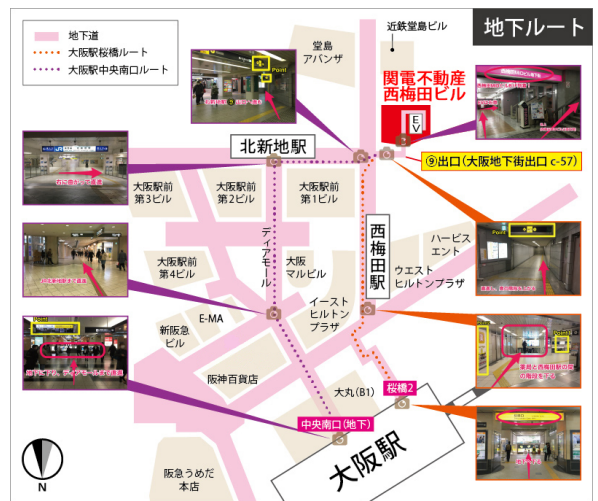 地下ルート
地下道
大阪駅桜橋ルート
大阪駅中央南口ルート
堂島
アバンザ
近鉄堂島ビル
関電不動産
西梅田ビル
EV
Point
北新地駅
⑨出口(大阪地下街出口 c-57)
大阪駅前
第3ビル
大阪駅前
第2ビル
大阪駅前
第1ビル
西梅田駅
ディアモール
大阪
マルビル
ハービス
エント
ウエスト
ヒルトンプラザ
Point
大阪駅前
第4ビル
イースト
ヒルトン
プラザ
E-MA
新阪急
ビル
Point
Point
Point
阪神百貨店
大丸(B1)
桜橋2
中央南口(地下)
大阪駅
阪急うめだ
本店
N